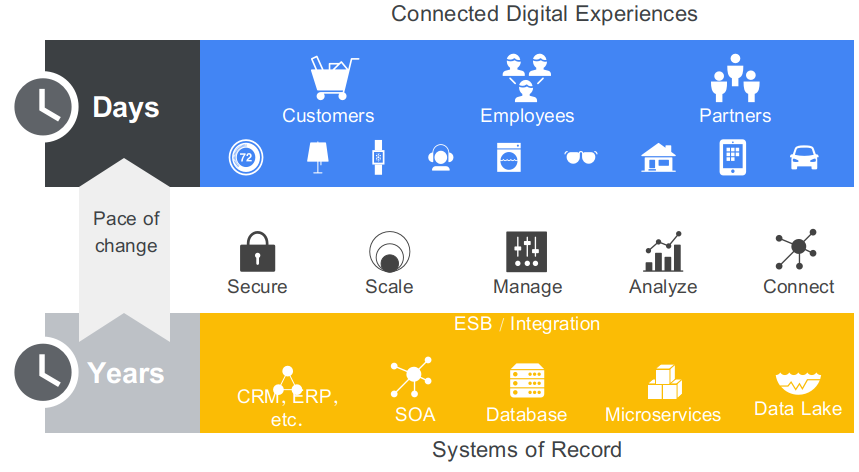 Connected Digital Experiences
Days
Customers
Employees
Partners
72
Pace of
change
Secure
Scale
Manage
Analyze
Connect
ESB / Integration
Years
CRM, ERP,
etc.
SOA
Database
Microservices
Data Lake
Systems of Record